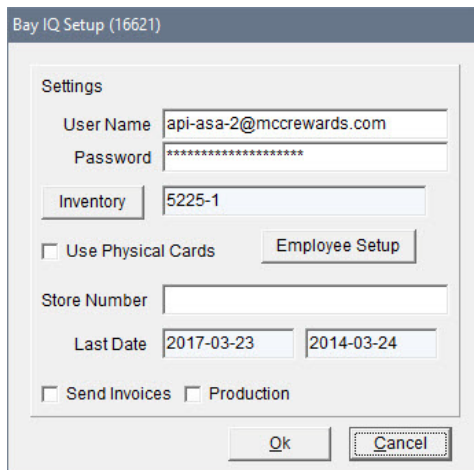 Bay IQ Setup (16621)
Settings
User Name api-asa-2@mccrewards.com
Password ********************
Inventory 5225-1
Use Physical Cards Employee Setup
Store Number
Last Date 2017-03-23 2014-03-24
Send Invoices Production
Ok Cancel